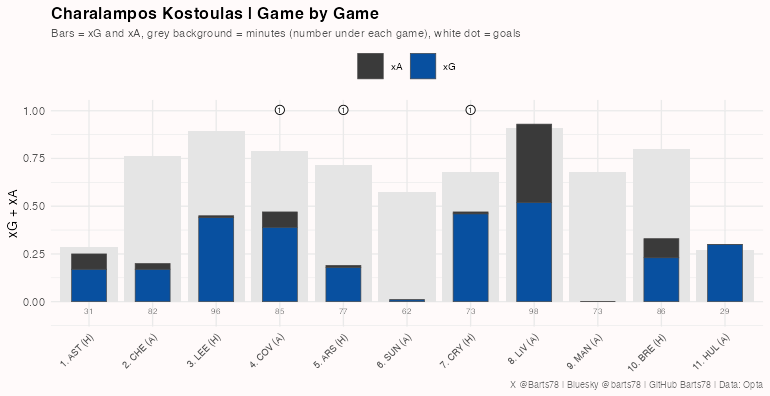 Charalampos Kostoulas | Game by Game
Bars = xG and xA, grey background = minutes (number under each game), white dot = goals
xA xG
xG + xA
1.00
0.75
0.50
0.25
0.00
1 1 1
31 82 96 85 77 62 73 98 73 86 29
1. AST (H)
2. CHE (A)
3. LEE (H)
4. COV (A)
5. ARS (H)
6. SUN (A)
7. CRY (H)
8. LIV (A)
9. MAN (A)
10. BRE (H)
11. HUL (A)
X @Barts78 | Bluesky @barts78 | GitHub Barts78 | Data: Opta